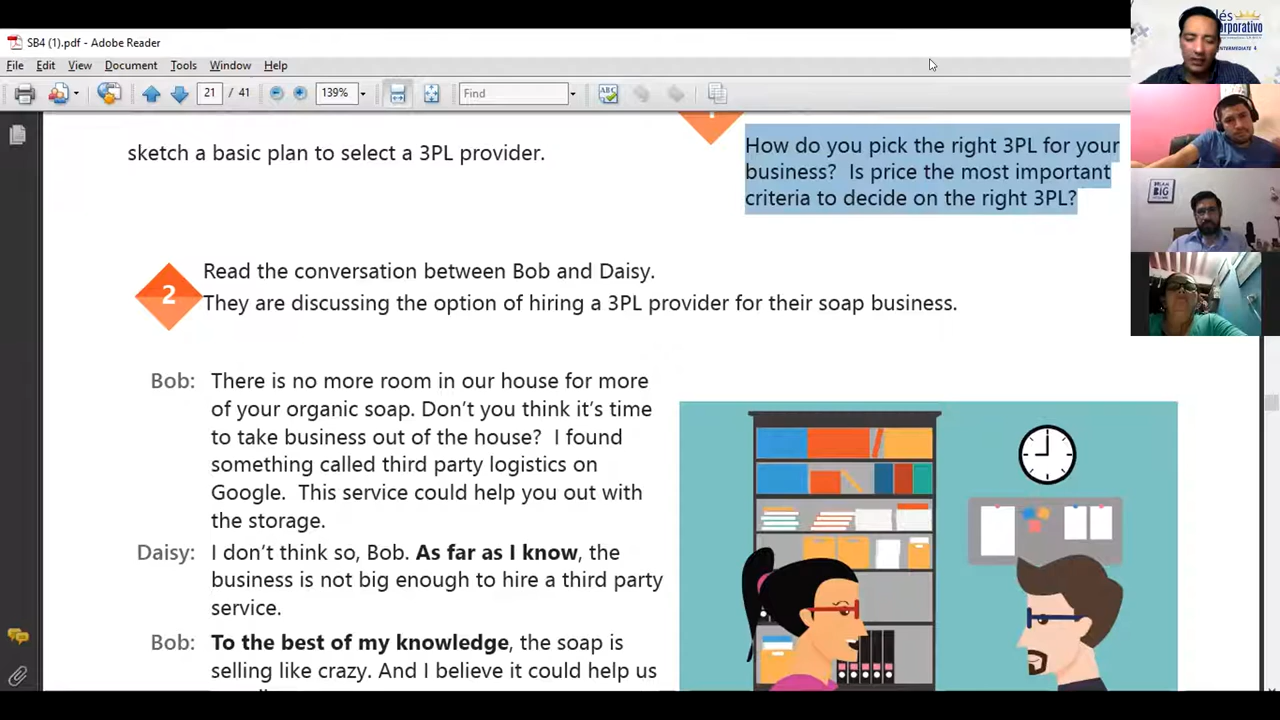 SB4 (1).pdf - Adobe Reader
File Edit View Document Tools Window Help
21 / 41 139% Find
lés
orporativo
INTERMEDIATE 4
sketch a basic plan to select a 3PL provider.
How do you pick the right 3PL for your
business? Is price the most important
criteria to decide on the right 3PL?
2
Read the conversation between Bob and Daisy.
They are discussing the option of hiring a 3PL provider for their soap business.
Bob: There is no more room in our house for more
of your organic soap. Don’t you think it’s time
to take business out of the house? I found
something called third party logistics on
Google. This service could help you out with
the storage.
Daisy: I don’t think so, Bob. As far as I know, the
business is not big enough to hire a third party
service.
Bob: To the best of my knowledge, the soap is
selling like crazy. And I believe it could help us